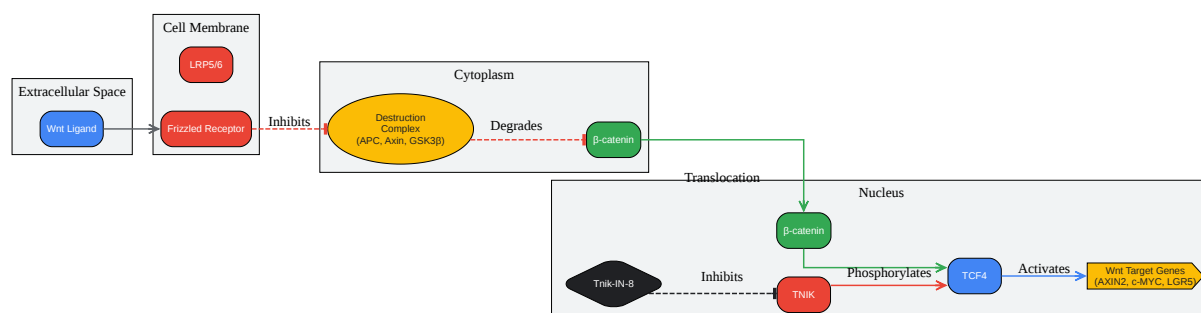 Cell Membrane
LRP5/6
Extracellular Space
Wnt Ligand
Frizzled Receptor
Inhibits
Cytoplasm
Destruction
Complex
(APC, Axin, GSK3β)
Degrades
β-catenin
Translocation
Nucleus
β-catenin
Tnik-IN-8
Inhibits
TNIK
Phosphorylates
TCF4
Activates
Wnt Target Genes
(AXIN2, c-MYC, LGR5)